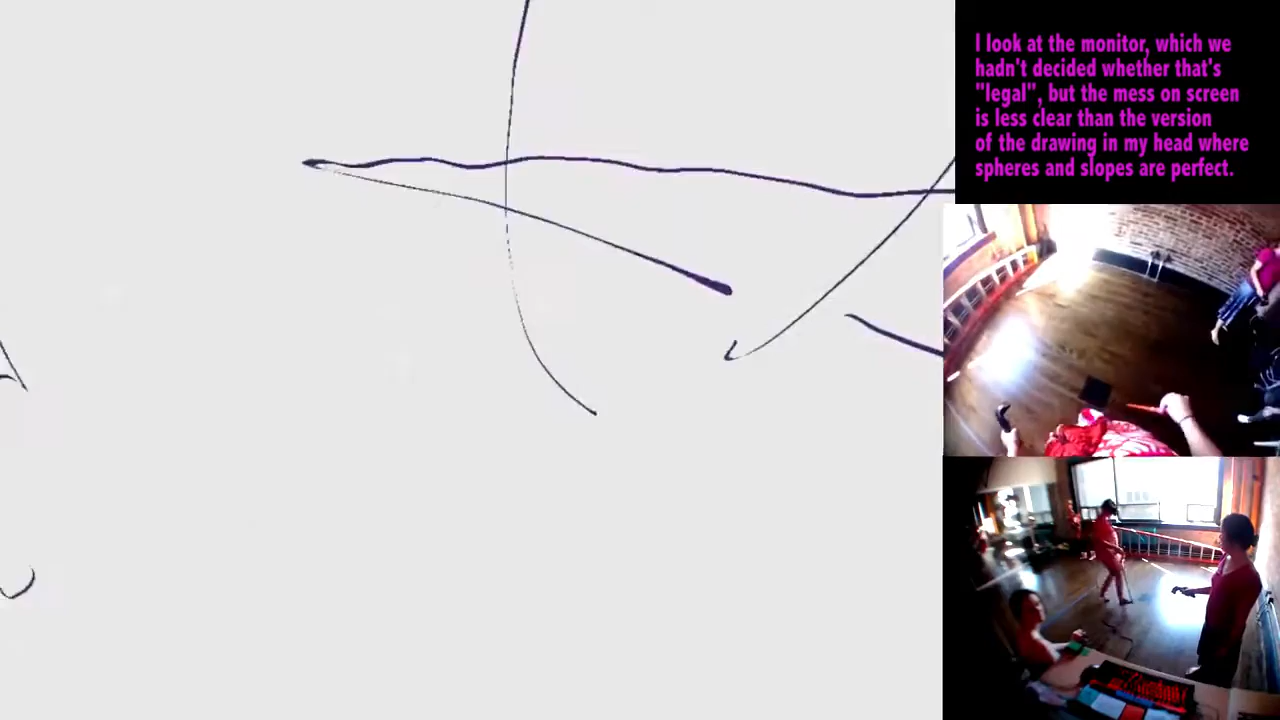 I look at the monitor, which we
hadn't decided whether that's
"legal", but the mess on screen
is less clear than the version
of the drawing in my head where
spheres and slopes are perfect.